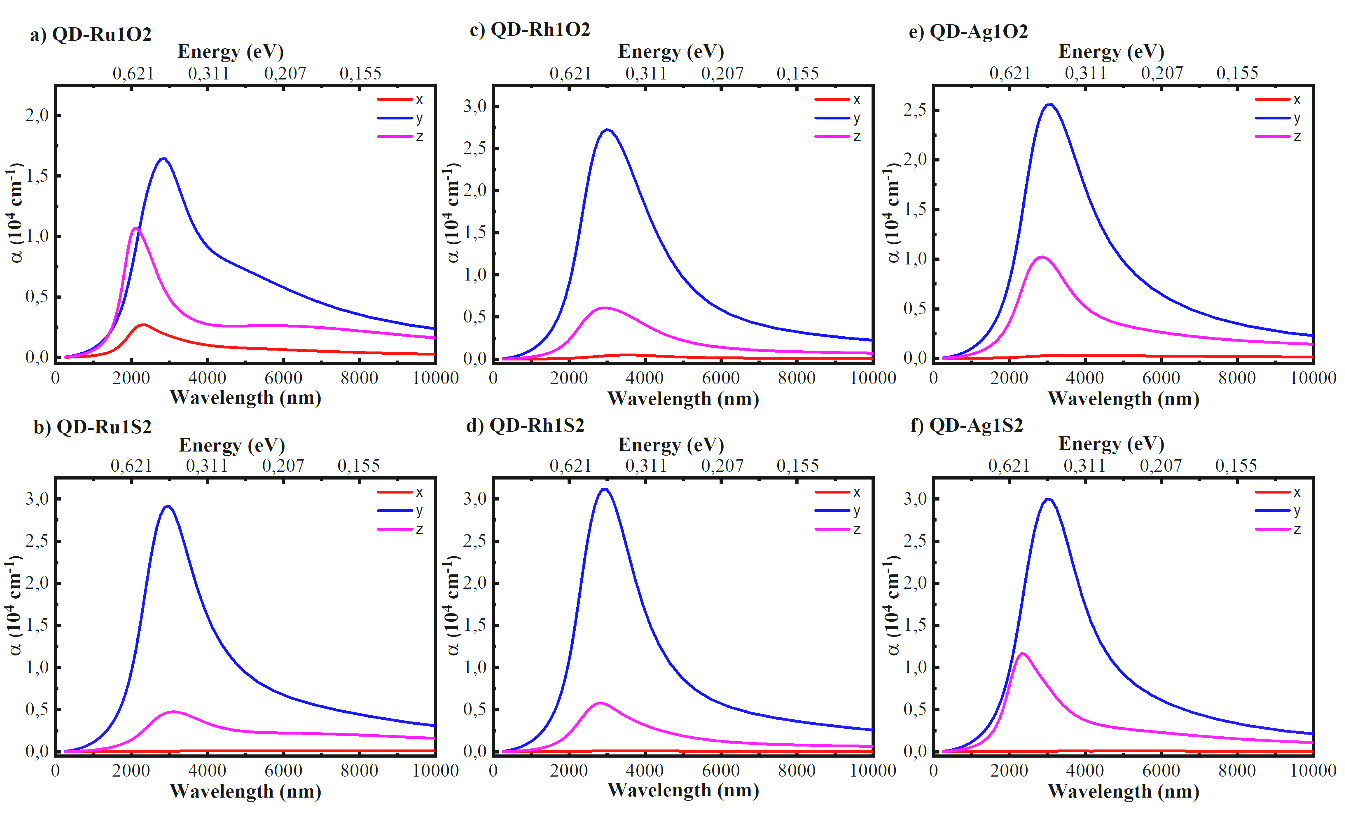 a) QD-Ru1O2
Energy (eV)
0,621 0,311 0,207 0,155
x
y
z
2,0
1,5
1,0
0,5
0,0
α (10⁴ cm⁻¹)
0 2000 4000 6000 8000 10000
Wavelength (nm)
c) QD-Rh1O2
Energy (eV)
0,621 0,311 0,207 0,155
x
y
z
3,0
2,5
2,0
1,5
1,0
0,5
0,0
α (10⁴ cm⁻¹)
0 2000 4000 6000 8000 10000
Wavelength (nm)
e) QD-Ag1O2
Energy (eV)
0,621 0,311 0,207 0,155
x
y
z
2,5
2,0
1,5
1,0
0,5
0,0
α (10⁴ cm⁻¹)
0 2000 4000 6000 8000 10000
Wavelength (nm)
b) QD-Ru1S2
Energy (eV)
0,621 0,311 0,207 0,155
x
y
z
3,0
2,5
2,0
1,5
1,0
0,5
0,0
α (10⁴ cm⁻¹)
0 2000 4000 6000 8000 10000
Wavelength (nm)
d) QD-Rh1S2
Energy (eV)
0,621 0,311 0,207 0,155
x
y
z
3,0
2,5
2,0
1,5
1,0
0,5
0,0
α (10⁴ cm⁻¹)
0 2000 4000 6000 8000 10000
Wavelength (nm)
f) QD-Ag1S2
Energy (eV)
0,621 0,311 0,207 0,155
x
y
z
3,0
2,5
2,0
1,5
1,0
0,5
0,0
α (10⁴ cm⁻¹)
0 2000 4000 6000 8000 10000
Wavelength (nm)